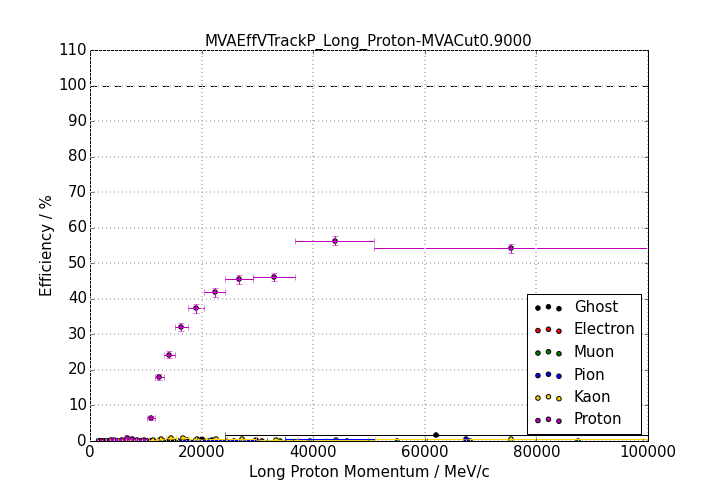 MVAEffVTrackP_Long_Proton-MVACut0.9000
110
100
90
80
70
60
50
40
30
20
10
0
Efficiency / %
Ghost
Electron
Muon
Pion
Kaon
Proton
0 20000 40000 60000 80000 100000
Long Proton Momentum / MeV/c